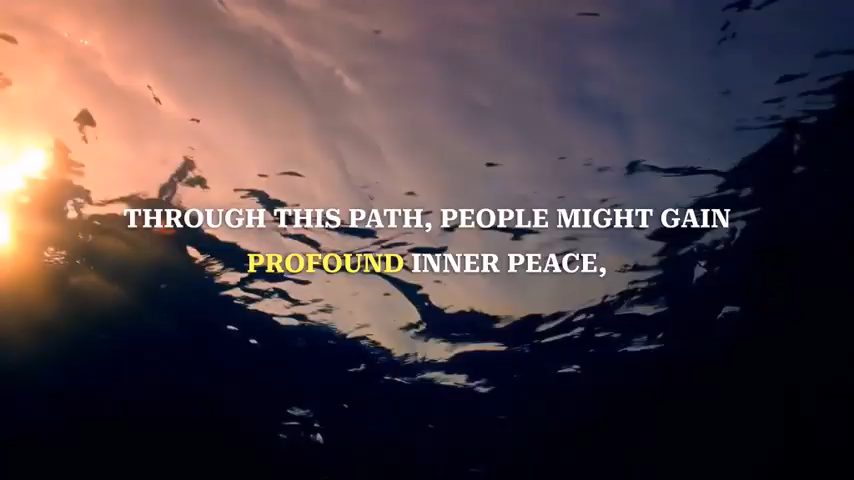 THROUGH THIS PATH, PEOPLE MIGHT GAIN
PROFOUND INNER PEACE,